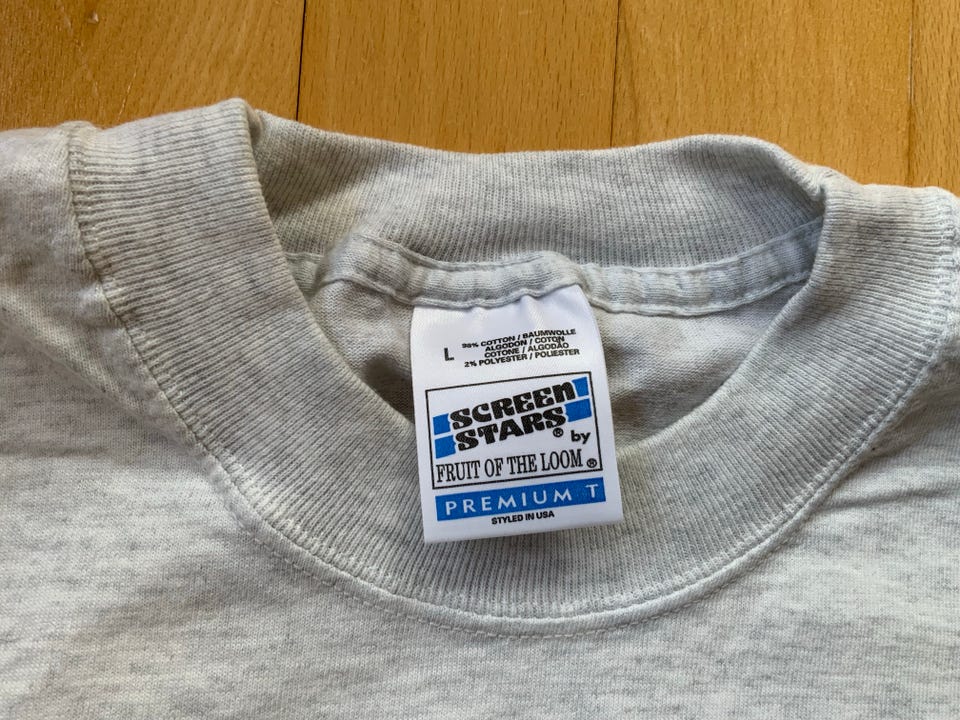 L
98% COTTON / BAUMWOLLE
ALGODON / COTON
COTONE / ALGODÃO
2% POLYESTER / POLIESTER
SCREEN
STARS® by
FRUIT OF THE LOOM®
PREMIUM T
STYLED IN USA